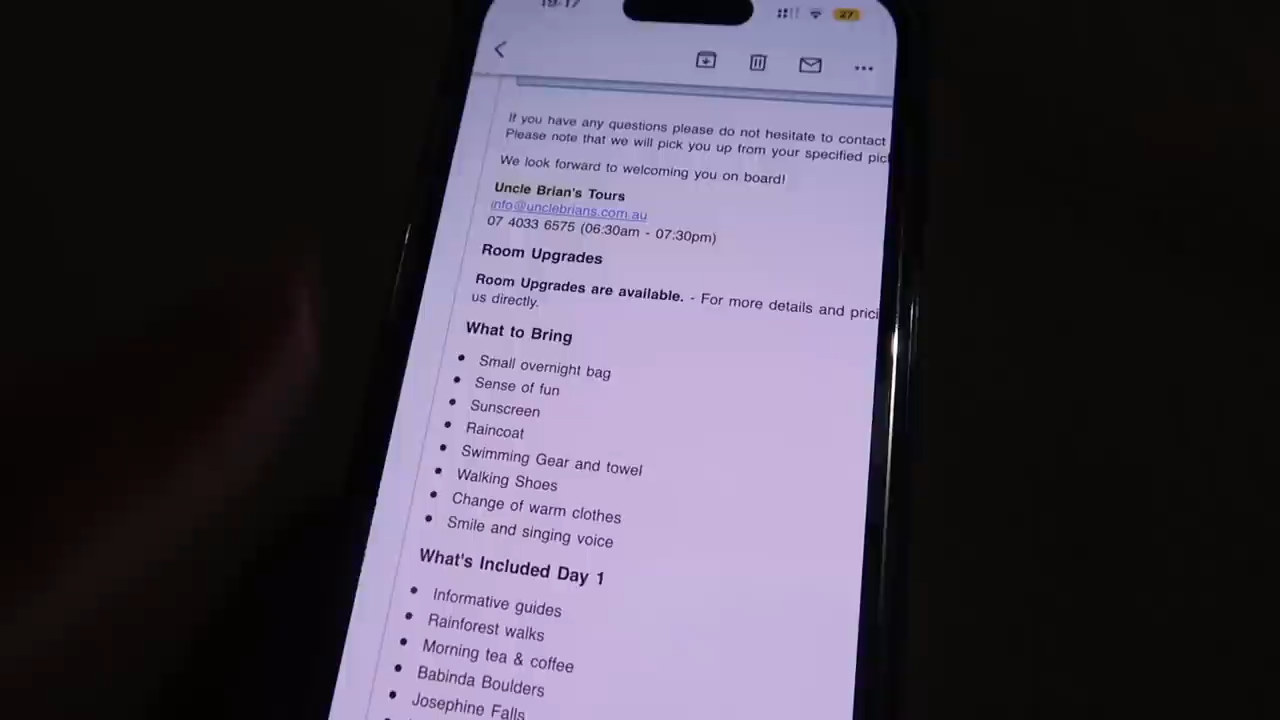 19:17
27
If you have any questions please do not hesitate to contact
Please note that we will pick you up from your specified
We look forward to welcoming you on board!
Uncle Brian's Tours
info@unclebrians.com.au
07 4033 6575 (06:30am - 07:30pm)
Room Upgrades
Room Upgrades are available. - For more details and
us directly.
What to Bring
• Small overnight bag
• Sense of fun
• Sunscreen
• Raincoat
• Swimming Gear and towel
• Walking Shoes
• Change of warm clothes
• Smile and singing voice
What's Included Day 1
• Informative guides
• Rainforest walks
• Morning tea & coffee
• Babinda Boulders
• Josephine Falls